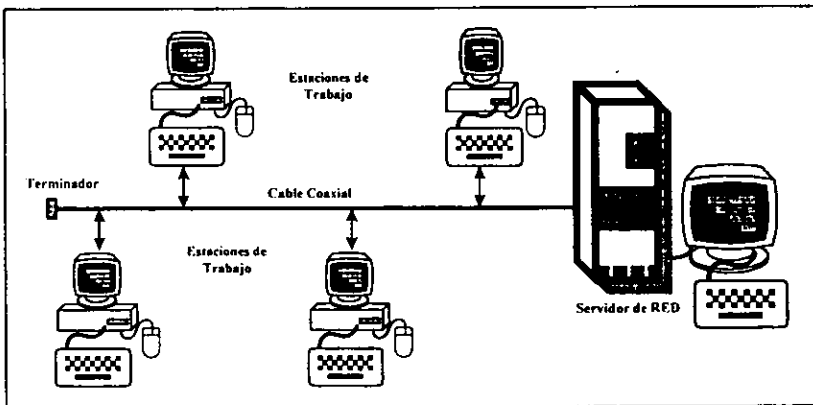 Estaciones de
Trabajo
Terminador
Cable Coaxial
Estaciones de
Trabajo
Servidor de RED